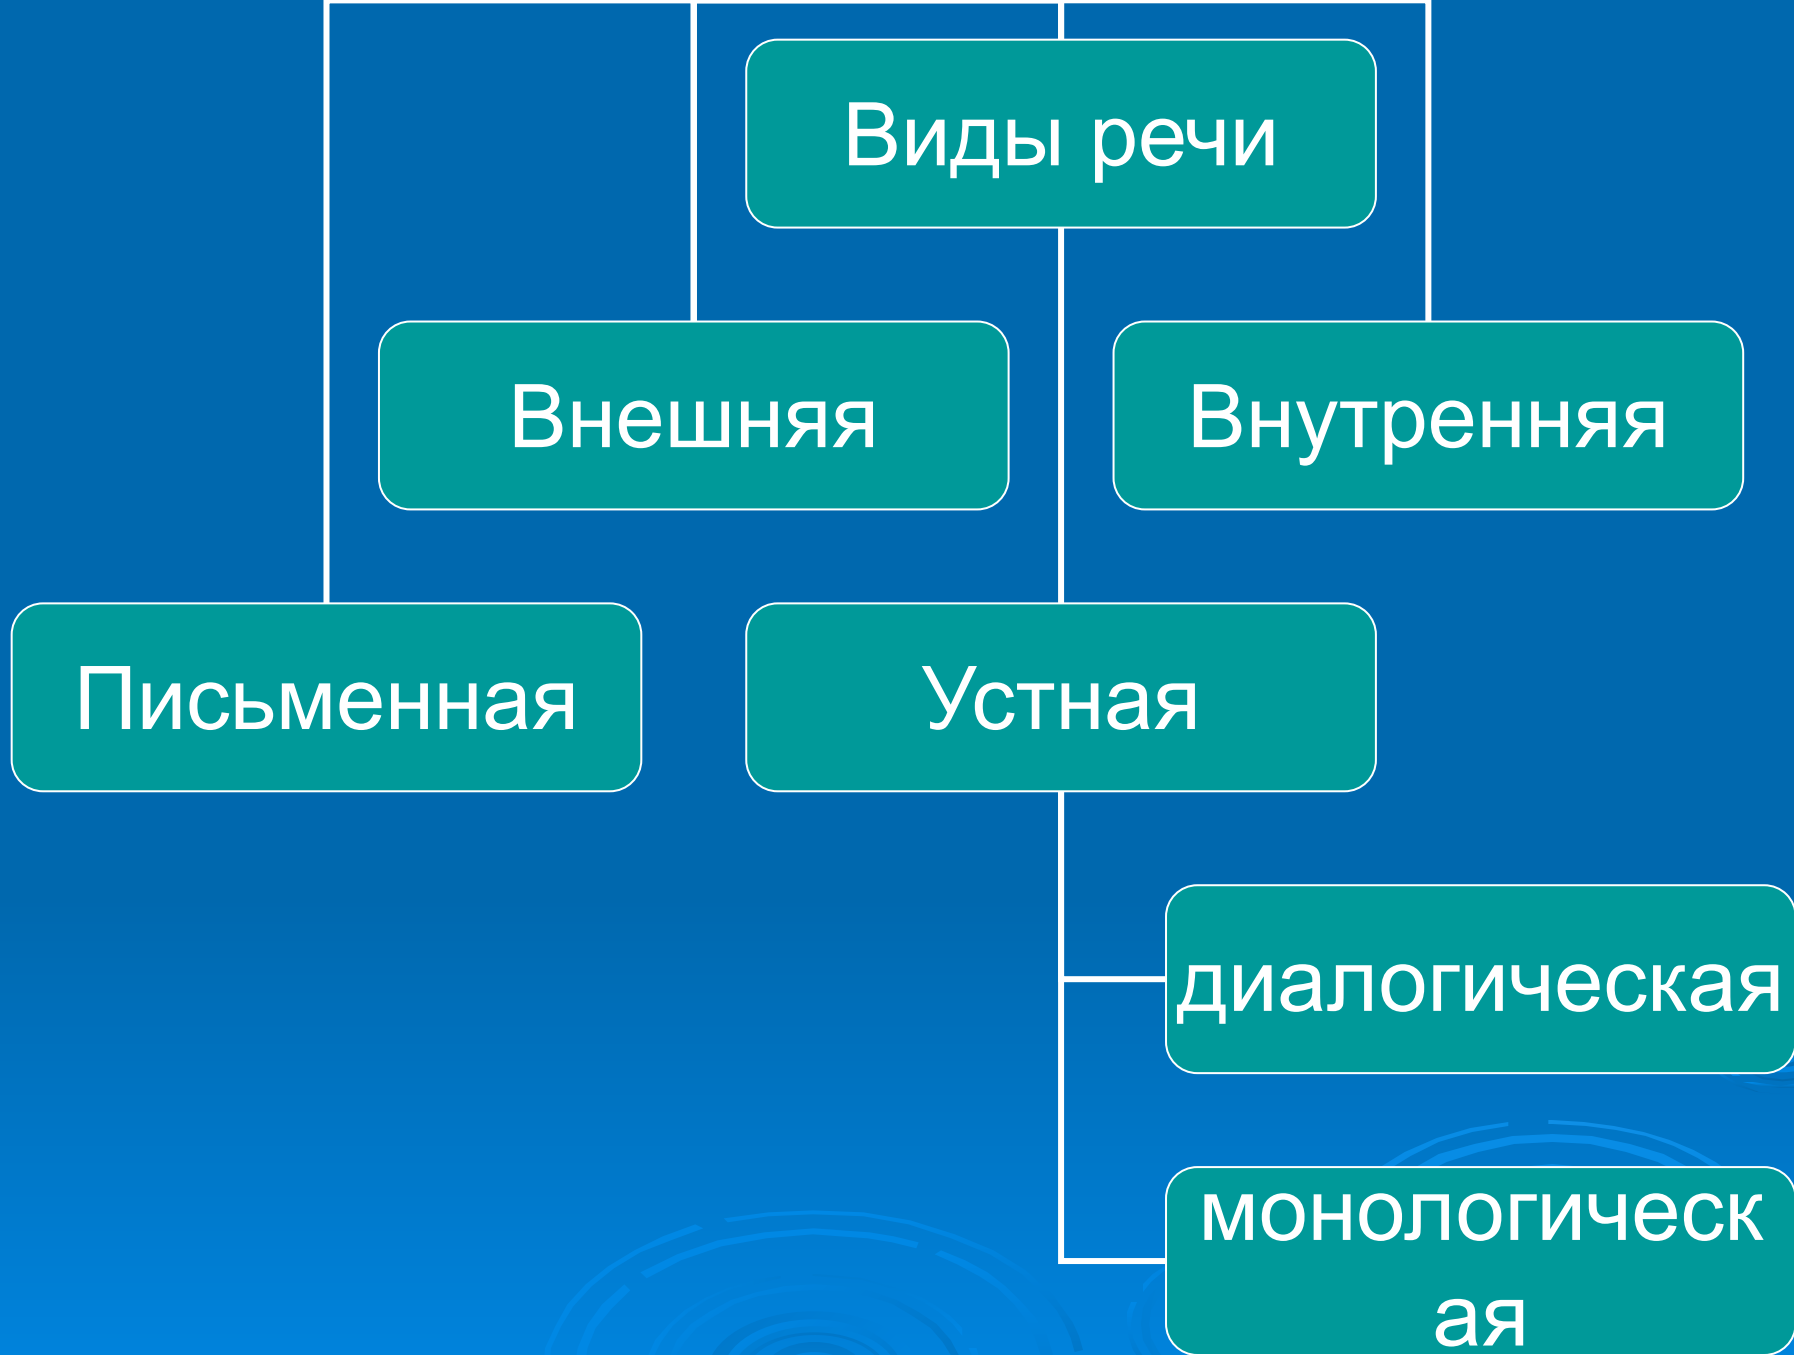 Виды речи
Внешняя
Внутренняя
Письменная
Устная
диалогическая
монологическ
ая